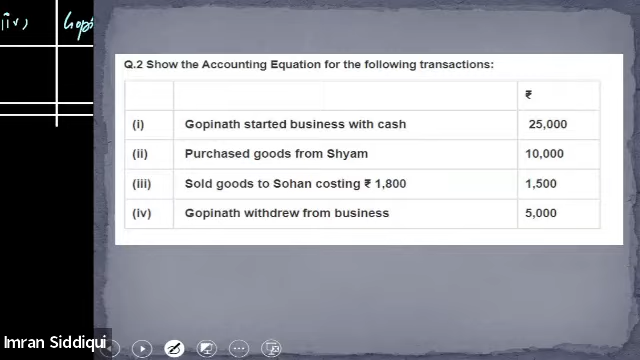 (iv) Gopi
Q.2 Show the Accounting Equation for the following transactions:
₹
(i) Gopinath started business with cash 25,000
(ii) Purchased goods from Shyam 10,000
(iii) Sold goods to Sohan costing ₹ 1,800 1,500
(iv) Gopinath withdrew from business 5,000
Imran Siddiqui